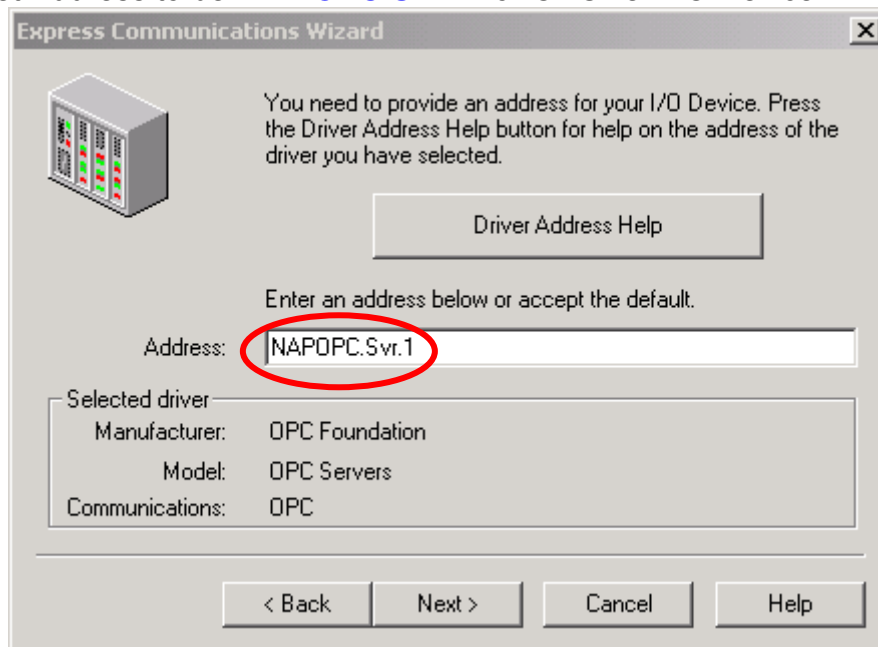 Express Communications Wizard
You need to provide an address for your I/O Device. Press
the Driver Address Help button for help on the address of the
driver you have selected.
Driver Address Help
Enter an address below or accept the default.
Address: NAPOPC.Svr.1
Selected driver
Manufacturer: OPC Foundation
Model: OPC Servers
Communications: OPC
< Back Next > Cancel Help